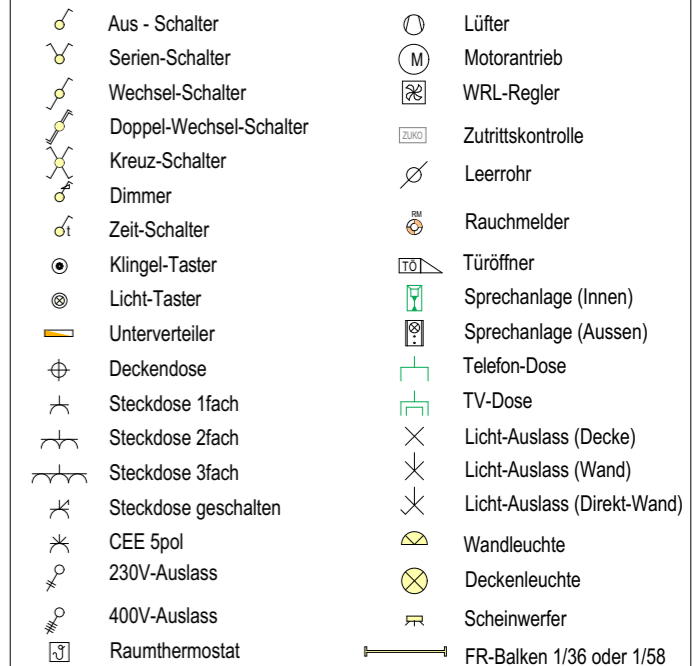 Aus - Schalter
Serien-Schalter
Wechsel-Schalter
Doppel-Wechsel-Schalter
Kreuz-Schalter
Dimmer
t Zeit-Schalter
Klingel-Taster
Licht-Taster
Unterverteiler
Deckendose
Steckdose 1fach
Steckdose 2fach
Steckdose 3fach
Steckdose geschalten
CEE 5pol
230V-Auslass
400V-Auslass
ϑ Raumthermostat
Lüfter
M Motorantrieb
WRL-Regler
ZUKO Zutrittskontrolle
Leerrohr
RM
Rauchmelder
TÖ Türöffner
Sprechanlage (Innen)
Sprechanlage (Aussen)
Telefon-Dose
TV-Dose
Licht-Auslass (Decke)
Licht-Auslass (Wand)
Licht-Auslass (Direkt-Wand)
Wandleuchte
Deckenleuchte
Scheinwerfer
FR-Balken 1/36 oder 1/58